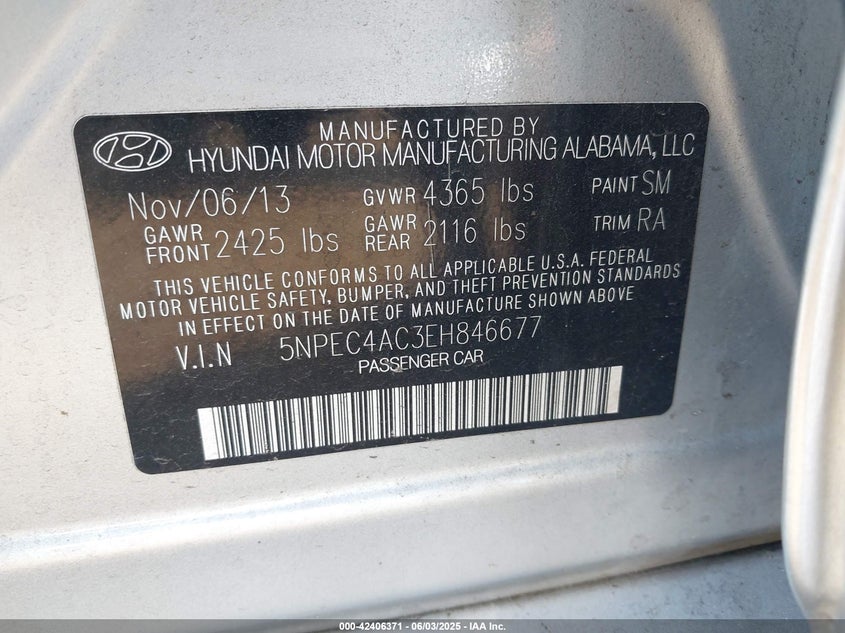 MANUFACTURED BY
HYUNDAI MOTOR MANUFACTURING ALABAMA, LLC
Nov/06/13 GVWR 4365 lbs PAINT SM
GAWR FRONT 2425 lbs GAWR REAR 2116 lbs TRIM RA
THIS VEHICLE CONFORMS TO ALL APPLICABLE U.S.A. FEDERAL
MOTOR VEHICLE SAFETY, BUMPER, AND THEFT PREVENTION STANDARDS
IN EFFECT ON THE DATE OF MANUFACTURE SHOWN ABOVE
V.I.N 5NPEC4AC3EH846677
PASSENGER CAR
000-42406371 - 06/03/2025 - © IAA Inc.